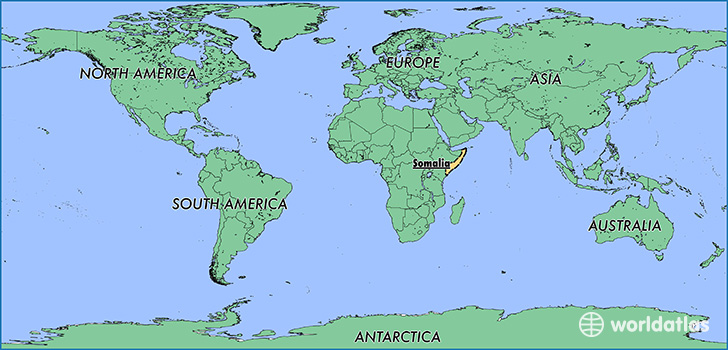 NORTH AMERICA
EUROPE
ASIA
Somalia
SOUTH AMERICA
AUSTRALIA
ANTARCTICA
worldatlas